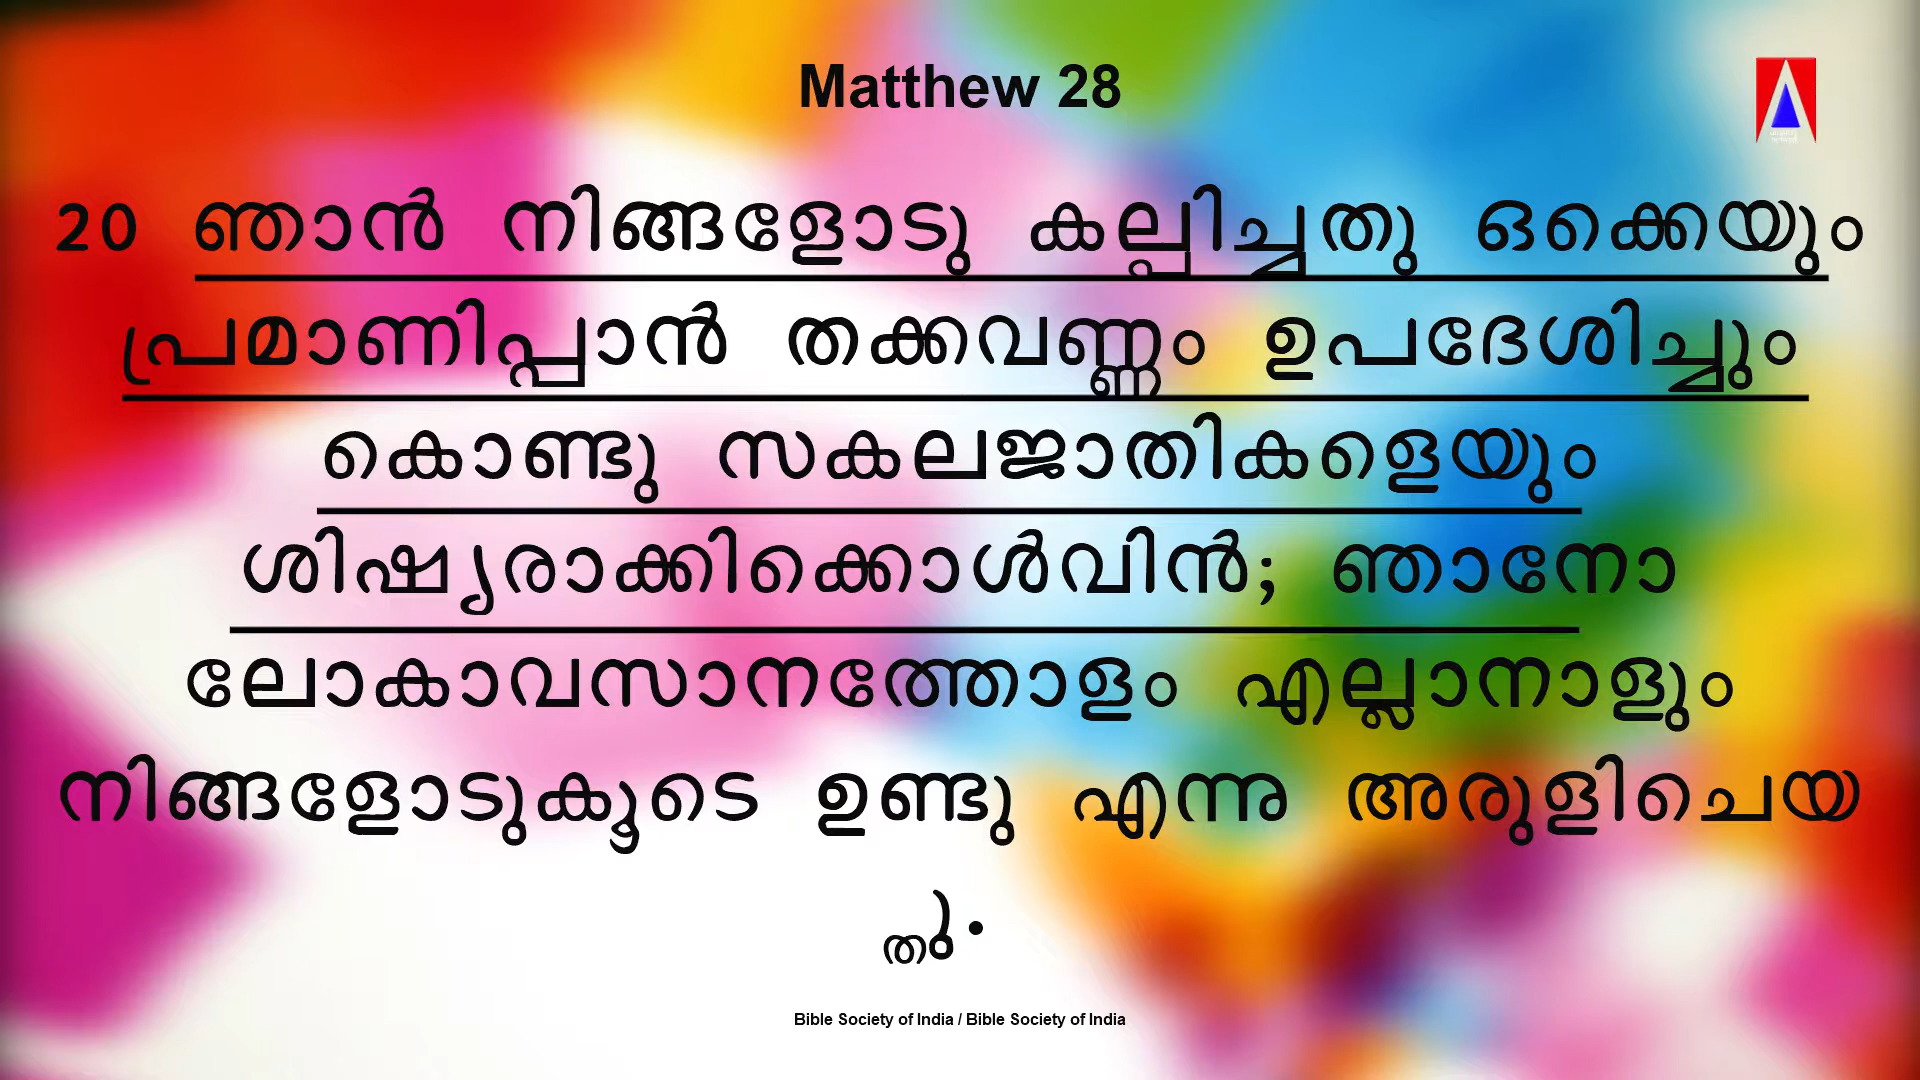 Matthew 28
20 ഞാൻ നിങ്ങളോടു കല്പിച്ചതു ഒക്കെയും
പ്രമാണിപ്പാൻ തക്കവണ്ണം ഉപദേശിച്ചും
കൊണ്ടു സകലജാതികളെയും
ശിഷ്യരാക്കിക്കൊൾവിൻ; ഞാനോ
ലോകാവസാനത്തോളം എല്ലാനാളും
നിങ്ങളോടുകൂടെ ഉണ്ടു എന്നു അരുളിചെയ
്തു.
Bible Society of India / Bible Society of India